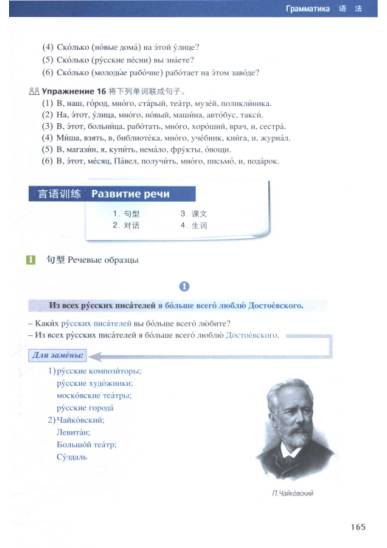 Грамматика 语 法
(4) Ско́лько (но́вые дома́) на э́той у́лице?
(5) Ско́лько (ру́сские пе́сни) вы зна́ете?
(6) Ско́лько (молоды́е рабо́чие) рабо́тает на э́том заво́де?
Упражнение 16 将下列单词联成句子。
(1) В, наш, го́род, мно́го, ста́рый, теа́тр, музе́й, поликли́ника.
(2) На, э́тот, у́лица, мно́го, но́вый, маши́на, авто́бус, такси́.
(3) В, э́тот, больни́ца, рабо́тать, мно́го, хоро́ший, врач, и, сестра́.
(4) Ми́ша, взять, в, библиоте́ка, мно́го, уче́бник, кни́га, и, журна́л.
(5) В, магази́н, я, купи́ть, нема́ло, фру́кты, о́вощи.
(6) В, э́тот, ме́сяц, Па́вел, получи́ть, мно́го, письмо́, и, пода́рок.
言语训练 Развитие речи
1. 句型 3. 课文
2. 对话 4. 生词
1 句型 Речевые образцы
1
Из всех ру́сских писа́телей я бо́льше всего́ люблю́ Достое́вского.
– Каки́х ру́сских писа́телей вы бо́льше всего́ лю́бите?
– Из всех ру́сских писа́телей я бо́льше всего́ люблю́ Достое́вского.
Для заме́ны:
1) ру́сские компози́торы;
ру́сские худо́жники;
моско́вские теа́тры;
ру́сские города́
2) Чайко́вский;
Левита́н;
Большо́й теа́тр;
Су́здаль
П.Чайко́вский
165